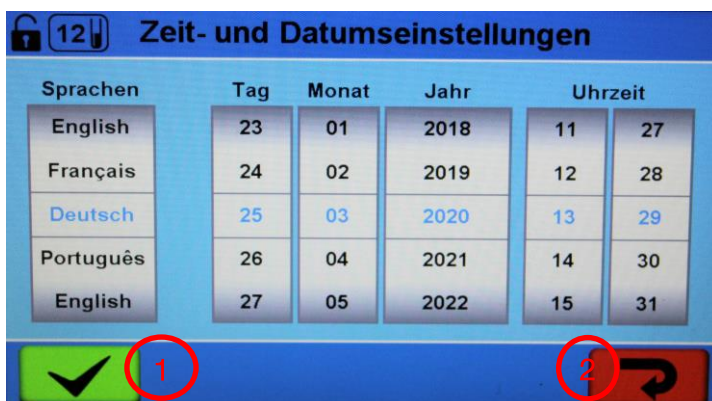 12 Zeit- und Datumseinstellungen
Sprachen Tag Monat Jahr Uhrzeit
English 23 01 2018 11 27
Français 24 02 2019 12 28
Deutsch 25 03 2020 13 29
Português 26 04 2021 14 30
English 27 05 2022 15 31
1 2